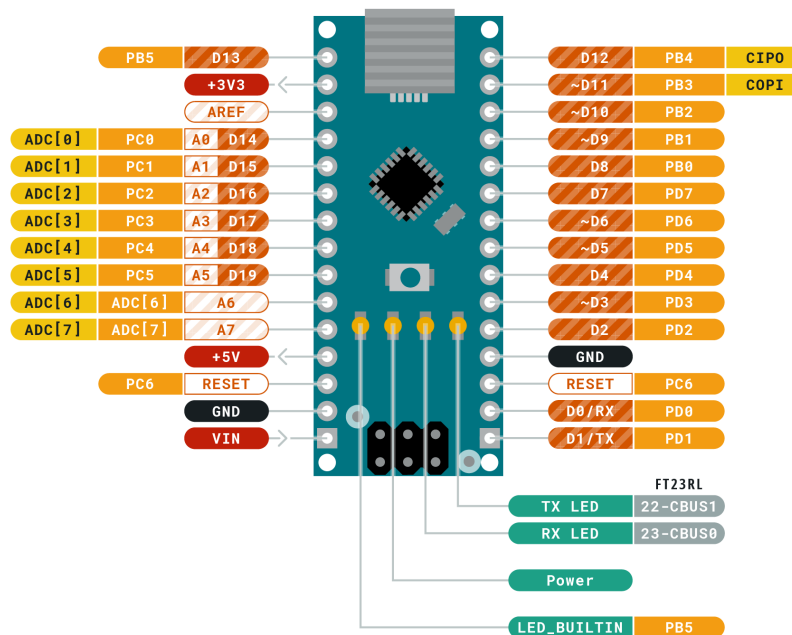 PB5 D13 D12 PB4 CIPO
+3V3 ~D11 PB3 COPI
AREF ~D10 PB2
ADC[0] PC0 A0 D14 ~D9 PB1
ADC[1] PC1 A1 D15 D8 PB0
ADC[2] PC2 A2 D16 D7 PD7
ADC[3] PC3 A3 D17 ~D6 PD6
ADC[4] PC4 A4 D18 ~D5 PD5
ADC[5] PC5 A5 D19 D4 PD4
ADC[6] ADC[6] A6 ~D3 PD3
ADC[7] ADC[7] A7 D2 PD2
+5V GND
PC6 RESET RESET PC6
GND D0/RX PD0
VIN D1/TX PD1
FT23RL
TX LED 22-CBUS1
RX LED 23-CBUS0
Power
LED_BUILTIN PB5